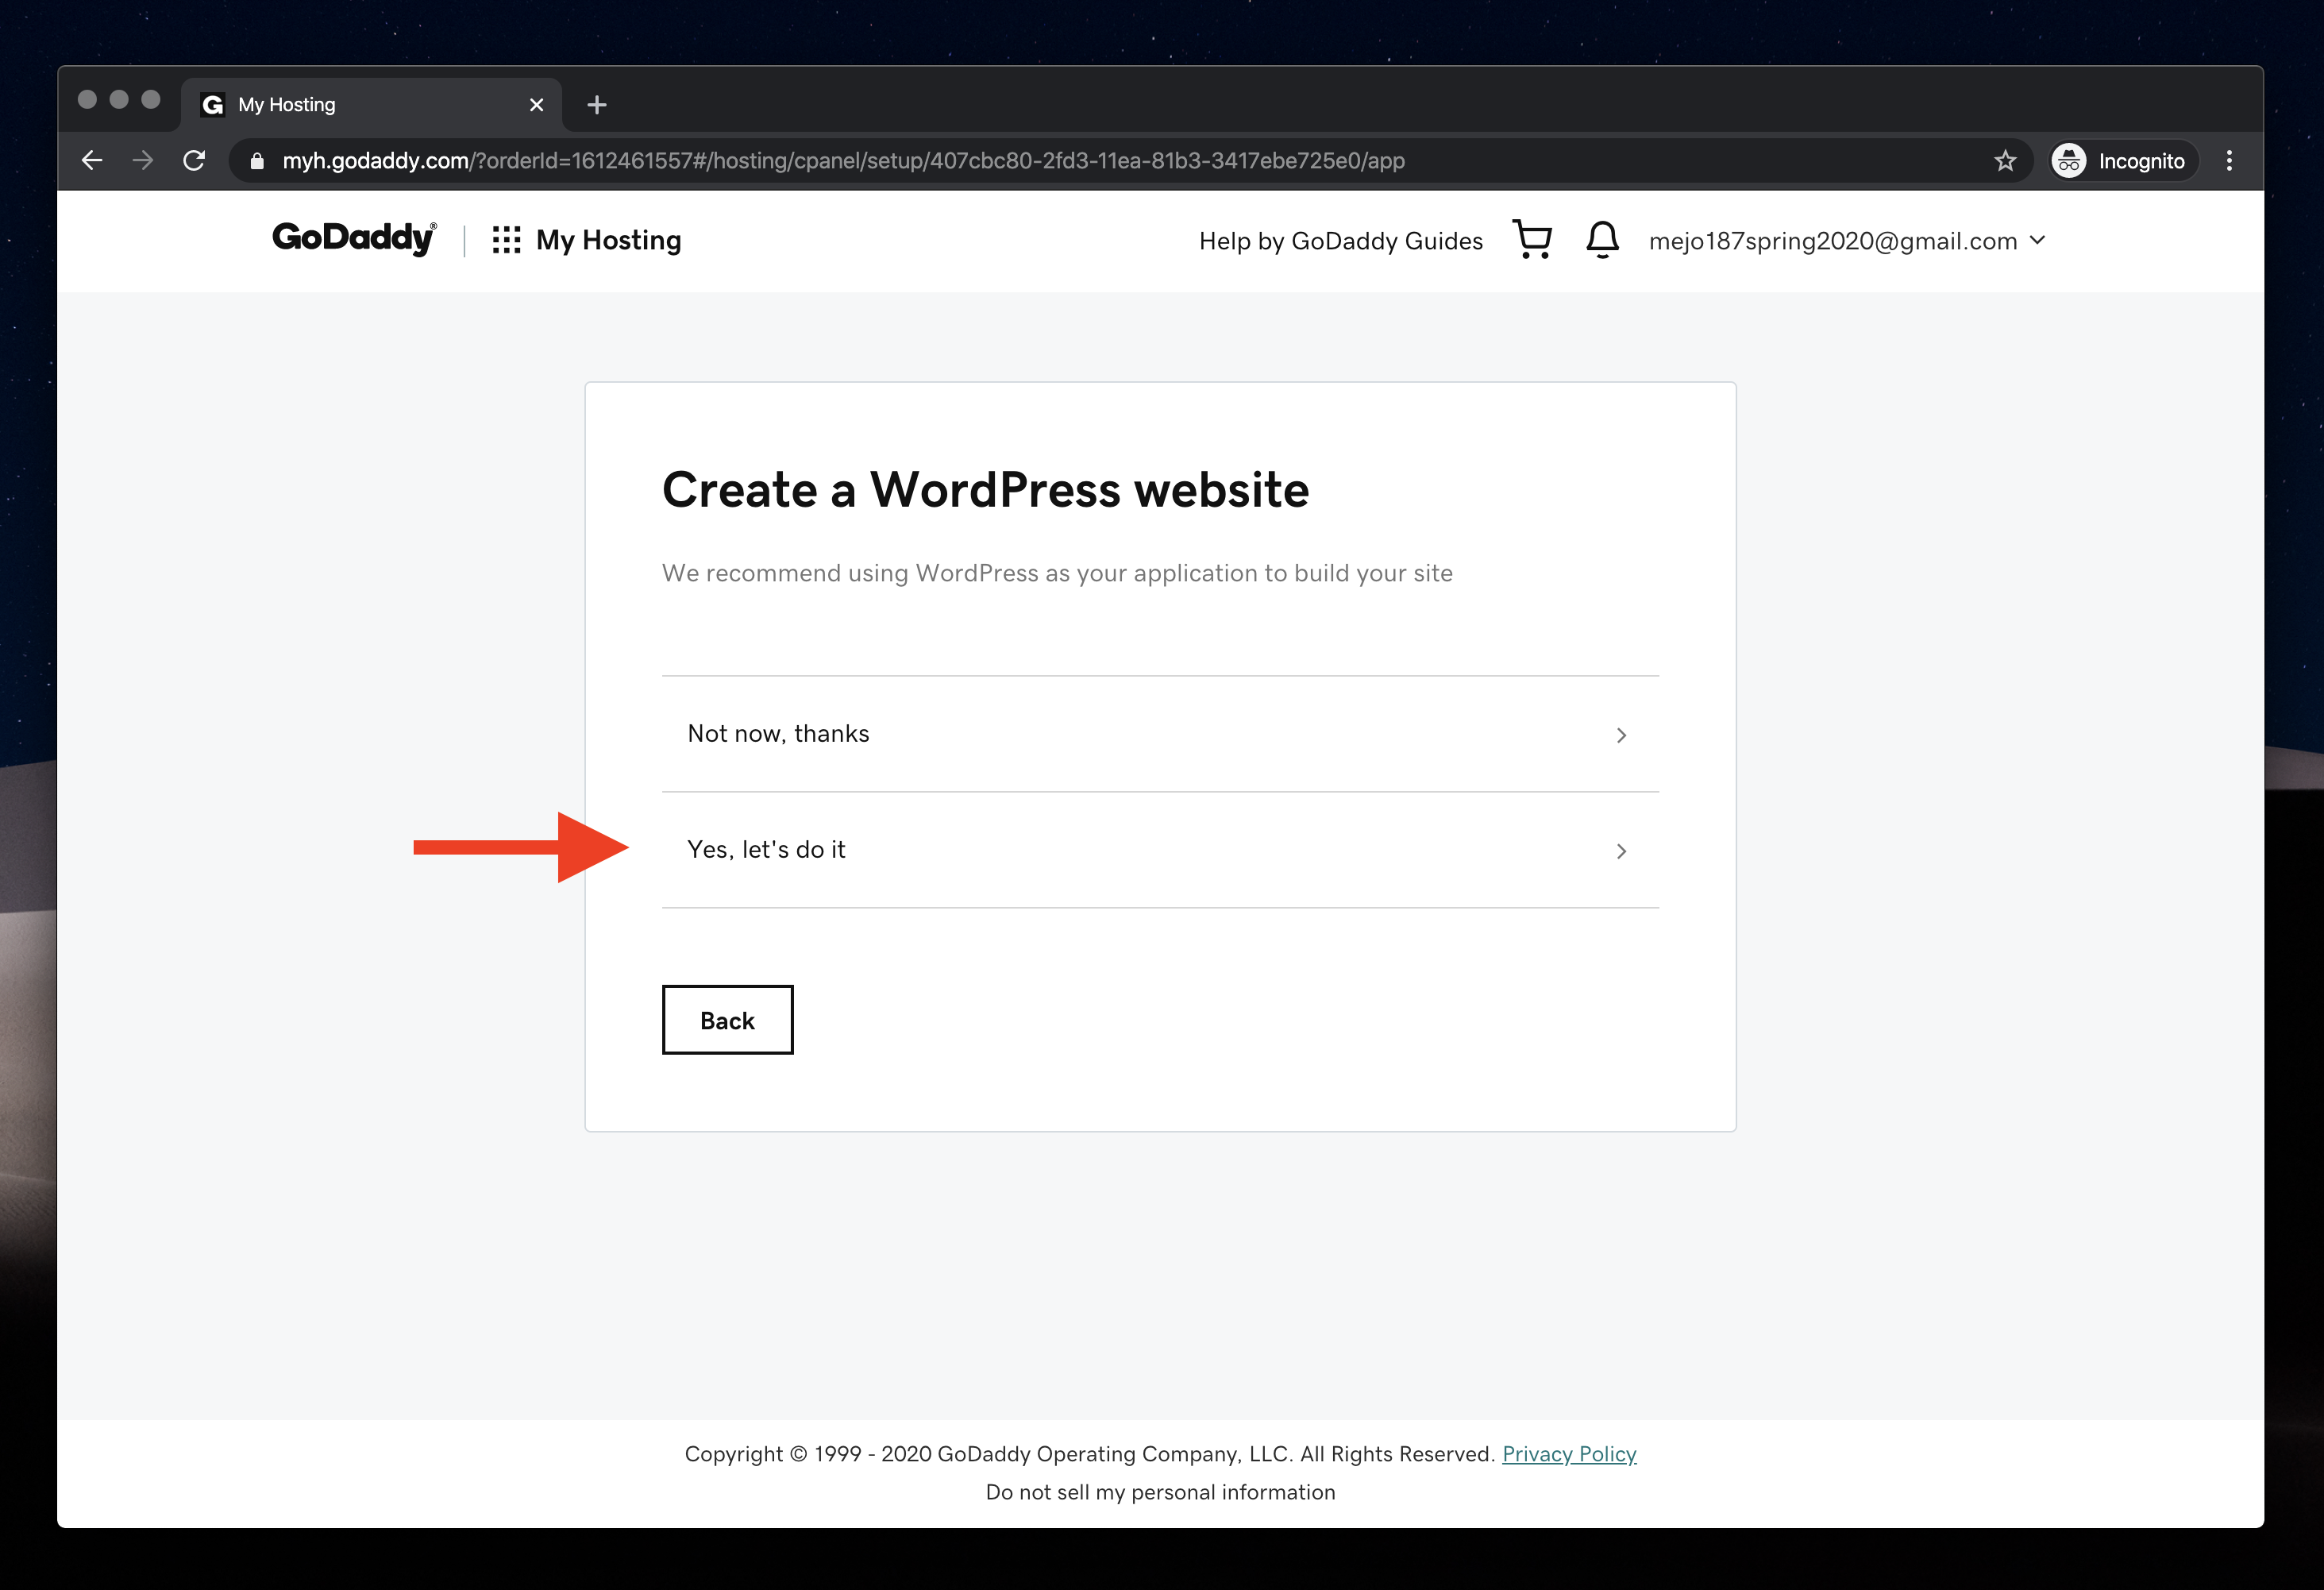 My Hosting
myh.godaddy.com/?orderId=1612461557#/hosting/cpanel/setup/407cbc80-2fd3-11ea-81b3-3417ebe725e0/app
Incognito
GoDaddy® My Hosting Help by GoDaddy Guides mejo187spring2020@gmail.com
Create a WordPress website
We recommend using WordPress as your application to build your site
Not now, thanks
Yes, let's do it
Back
Copyright © 1999 - 2020 GoDaddy Operating Company, LLC. All Rights Reserved. Privacy Policy
Do not sell my personal information